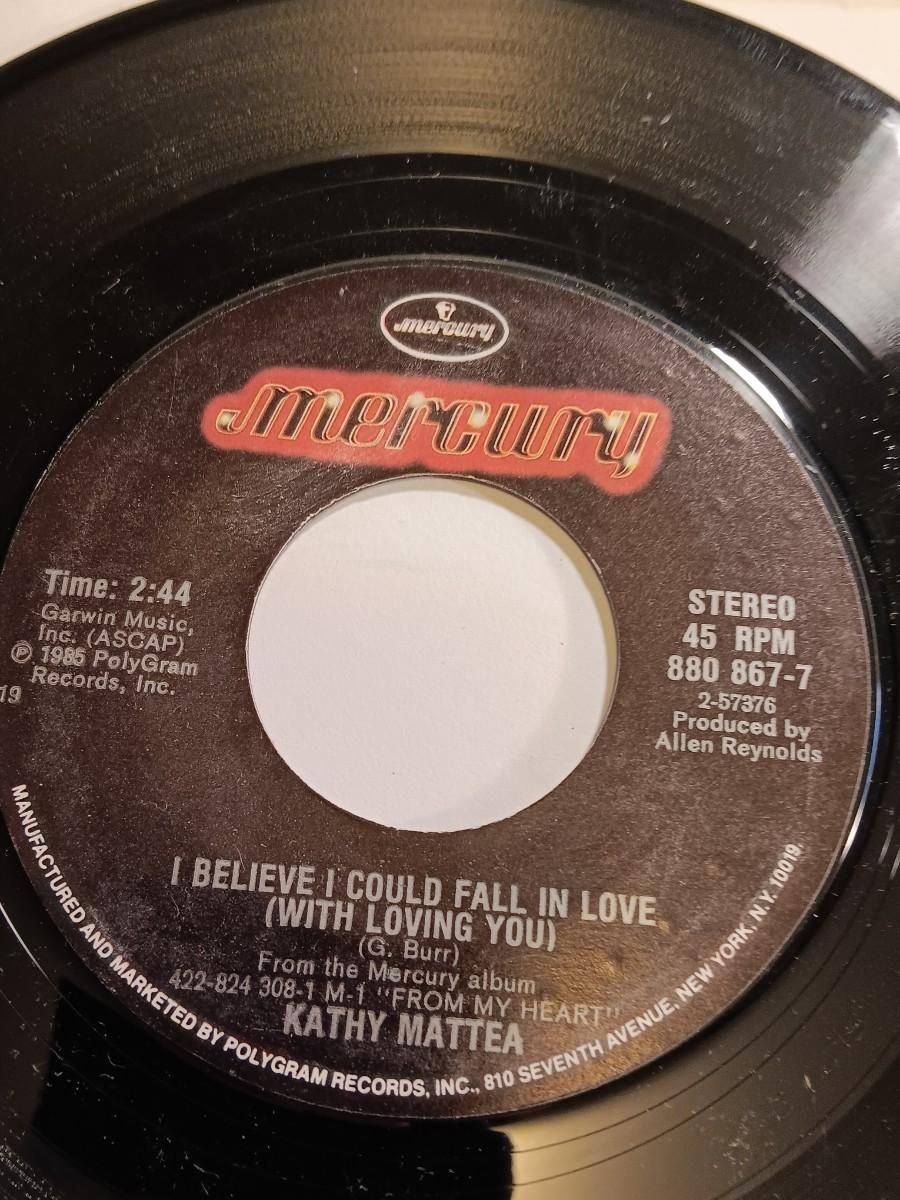 mercury
mercury
Time: 2:44
Garwin Music,
Inc. (ASCAP)
℗ 1985 PolyGram
Records, Inc.
19
STEREO
45 RPM
880 867-7
2-57376
Produced by
Allen Reynolds
I BELIEVE I COULD FALL IN LOVE
(WITH LOVING YOU)
(G. Burr)
From the Mercury album
422-824 308-1 M-1 "FROM MY HEART"
KATHY MATTEA
MANUFACTURED AND MARKETED BY POLYGRAM RECORDS, INC., 810 SEVENTH AVENUE, NEW YORK, N.Y. 10019.